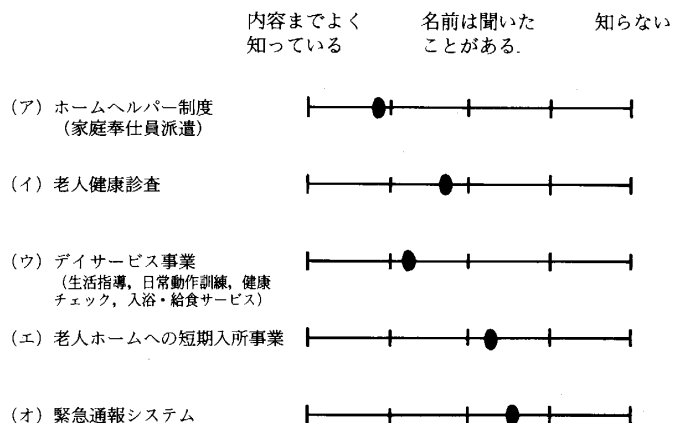 内容までよく 名前は聞いた 知らない
知っている ことがある.
(ア) ホームヘルパー制度
(家庭奉仕員派遣)
(イ) 老人健康診査
(ウ) デイサービス事業
(生活指導, 日常動作訓練, 健康
チェック, 入浴・給食サービス)
(エ) 老人ホームへの短期入所事業
(オ) 緊急通報システム